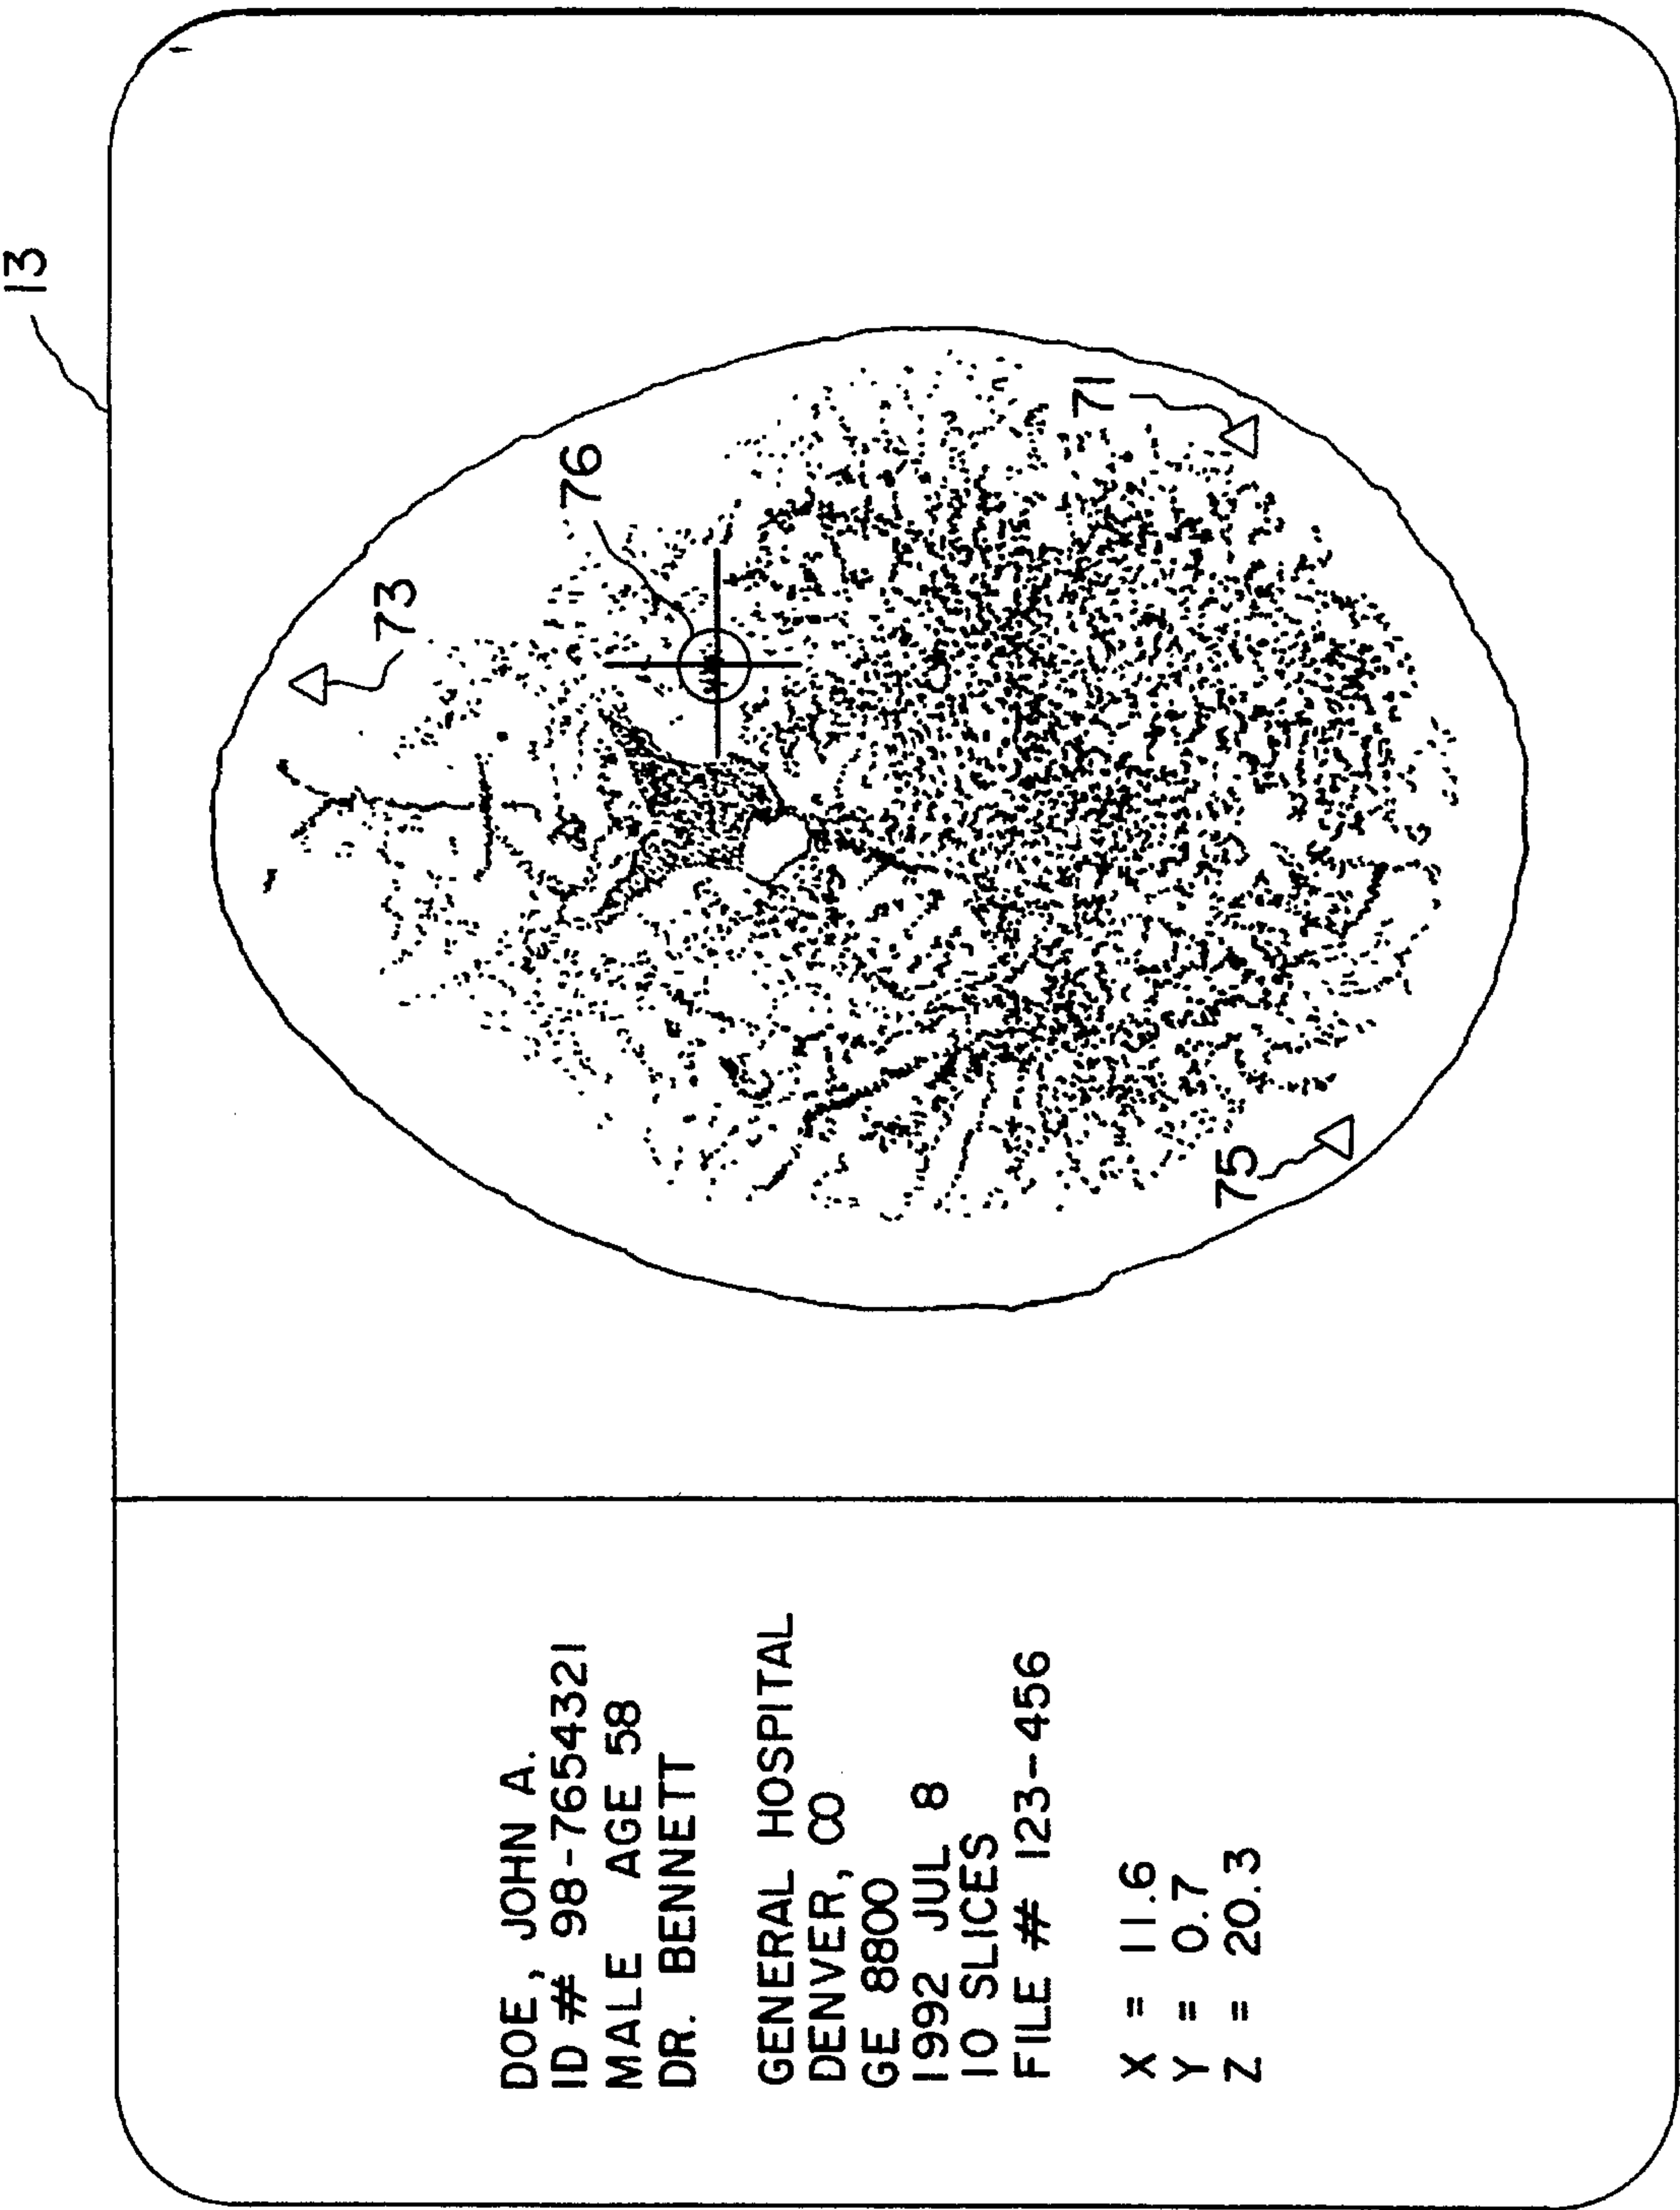 DOE, JOHN A.
ID # 98-7654321
MALE AGE 58
DR. BENNETT
GENERAL HOSPITAL
DENVER, CO
GE 8800
1992 JUL 8
10 SLICES
FILE # 123-456
X = 11.6
Y = 0.7
Z = 20.3
13
73
76
71
75